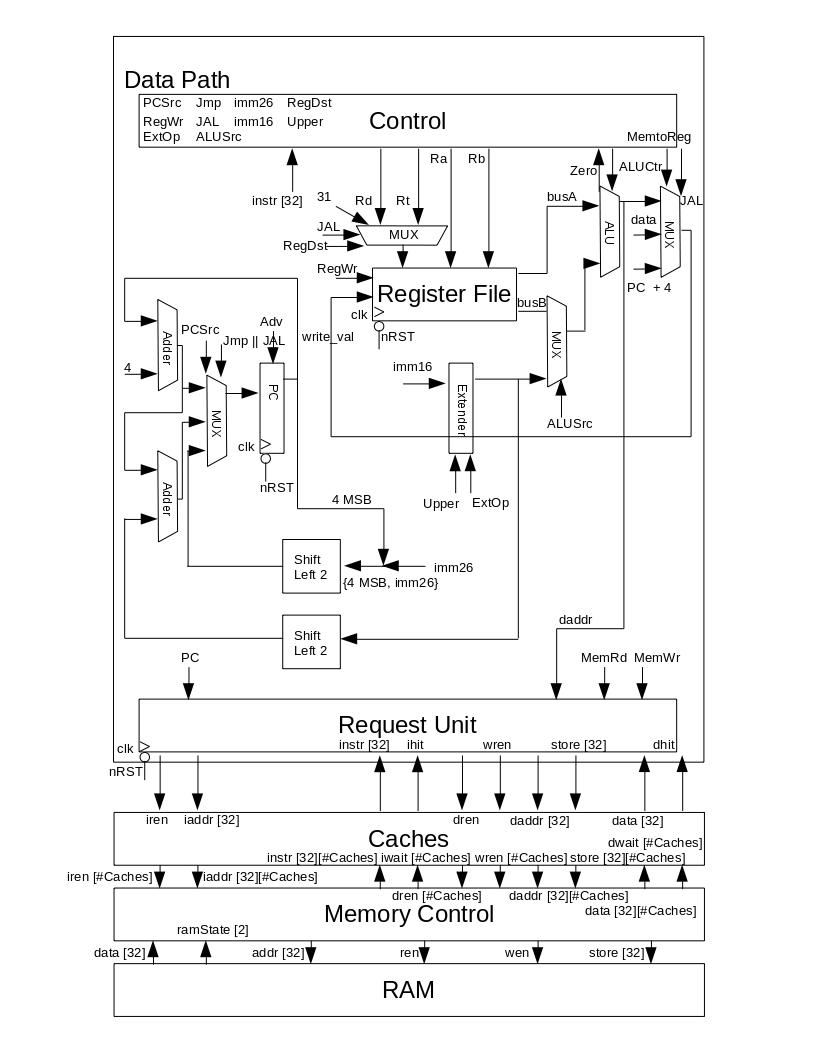 Data Path
PCSrc Jmp imm26 RegDst
RegWr JAL imm16 Upper
ExtOp ALUSrc
Control
MemtoReg
Ra
Rb
Zero
ALUCtr
instr [32]
31
Rd
Rt
busA
JAL
JAL
MUX
RegDst
ALU
data
MUX
RegWr
Register File
PC + 4
clk
busB
nRST
write_val
Adder
4
PCSrc
Adv
Jmp || JAL
MUX
PC
clk
nRST
imm16
Extender
MUX
ALUSrc
Upper
ExtOp
Adder
4 MSB
Shift
Left 2
imm26
{4 MSB, imm26}
Shift
Left 2
daddr
PC
MemRd
MemWr
Request Unit
clk
instr [32]
ihit
wren
store [32]
dhit
nRST
iren
iaddr [32]
dren
daddr [32]
data [32]
Caches
dwait [#Caches]
instr [32][#Caches]
iwait [#Caches]
wren [#Caches]
store [32][#Caches]
iren [#Caches]
iaddr [32][#Caches]
dren [#Caches]
daddr [32][#Caches]
data [32][#Caches]
Memory Control
ramState [2]
data [32]
addr [32]
ren
wen
store [32]
RAM